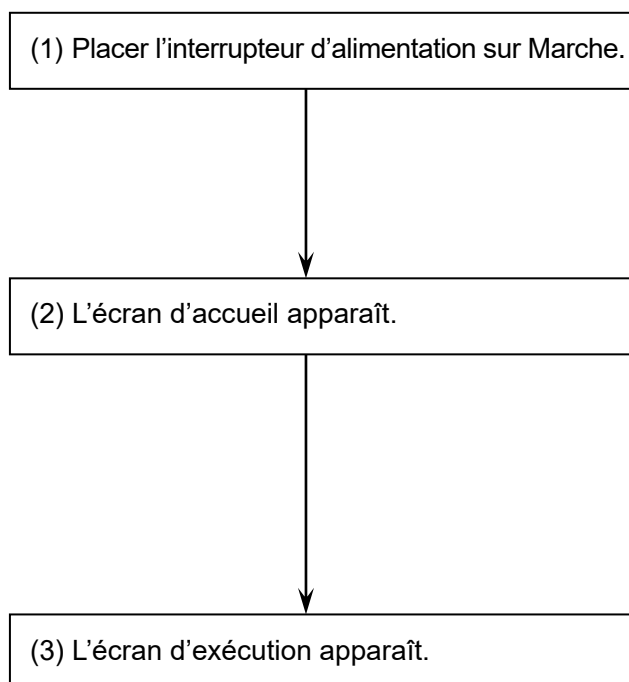 (1) Placer l’interrupteur d’alimentation sur Marche.
(2) L’écran d’accueil apparaît.
(3) L’écran d’exécution apparaît.